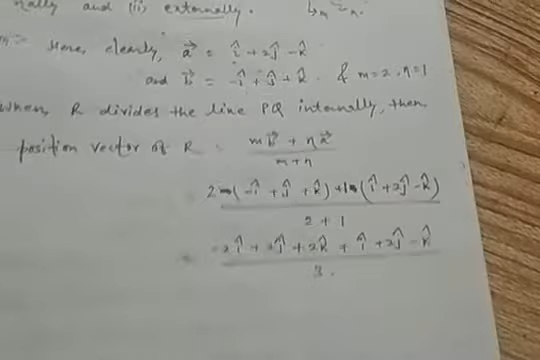 nally and (ii) externally.
Here, clearly, a⃗ = î + 2ĵ - k̂
and b⃗ = -î + ĵ + k̂ . & m=2, n=1
When, R divides the line PQ internally, then
position vector of R = (m b⃗ + n a⃗) / (m+n)
2(-î + ĵ + k̂) + 1(î + 2ĵ - k̂) / 2+1
= -2î + 2ĵ + 2k̂ + î + 2ĵ - k̂ / 3.